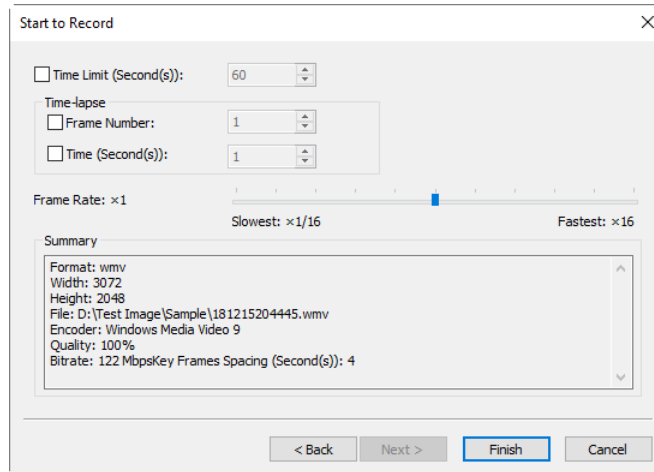 Start to Record
Time Limit (Second(s)): 60
Time-lapse
Frame Number: 1
Time (Second(s)): 1
Frame Rate: ×1
Slowest: ×1/16 Fastest: ×16
Summary
Format: wmv
Width: 3072
Height: 2048
File: D:\Test Image\Sample\181215204445.wmv
Encoder: Windows Media Video 9
Quality: 100%
Bitrate: 122 MbpsKey Frames Spacing (Second(s)): 4
< Back Next > Finish Cancel